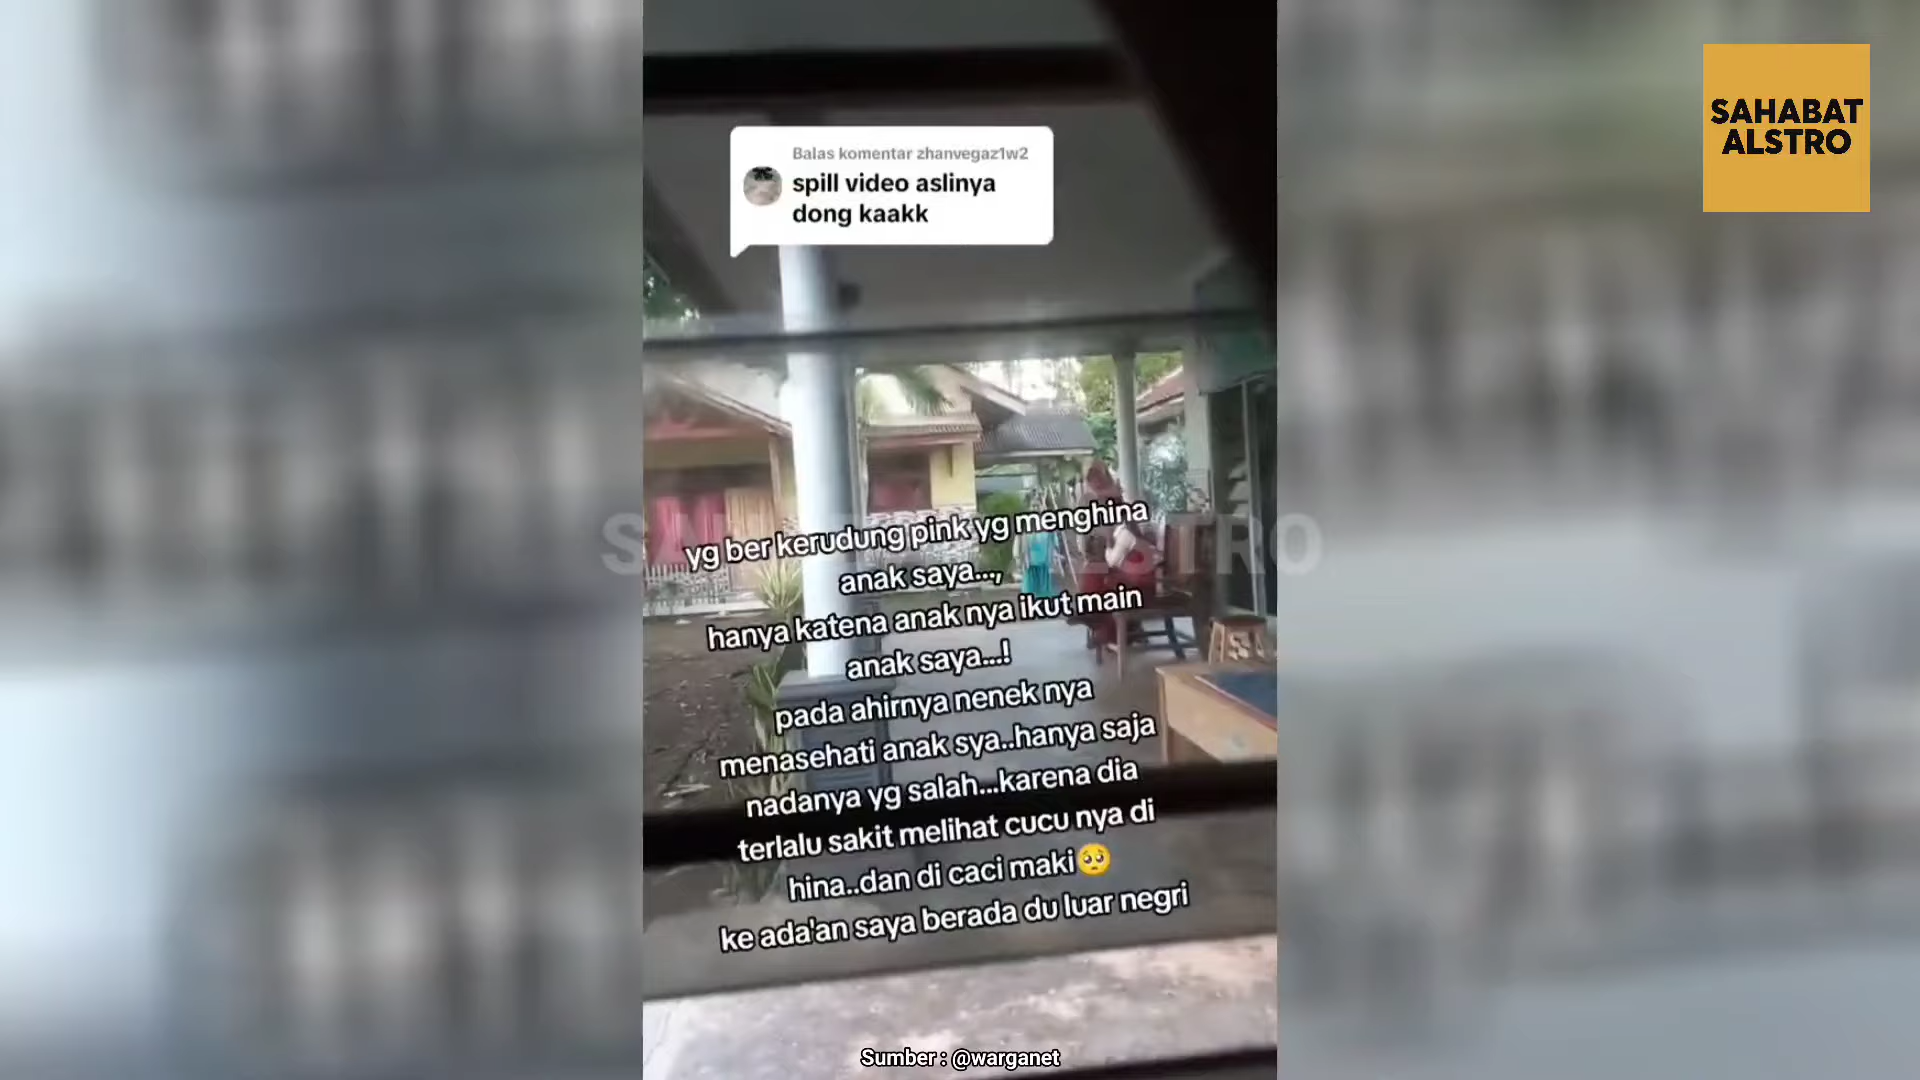 SAHABAT
ALSTRO
Balas komentar zhanvegaz1w2
spill video aslinya
dong kaakk
yg ber kerudung pink yg menghina
anak saya...,
hanya katena anak nya ikut main
anak saya...!
pada ahirnya nenek nya
menasehati anak sya..hanya saja
nadanya yg salah...karena dia
terlalu sakit melihat cucu nya di
hina..dan di caci maki🥺
ke ada'an saya berada du luar negri
Sumber : @warganet